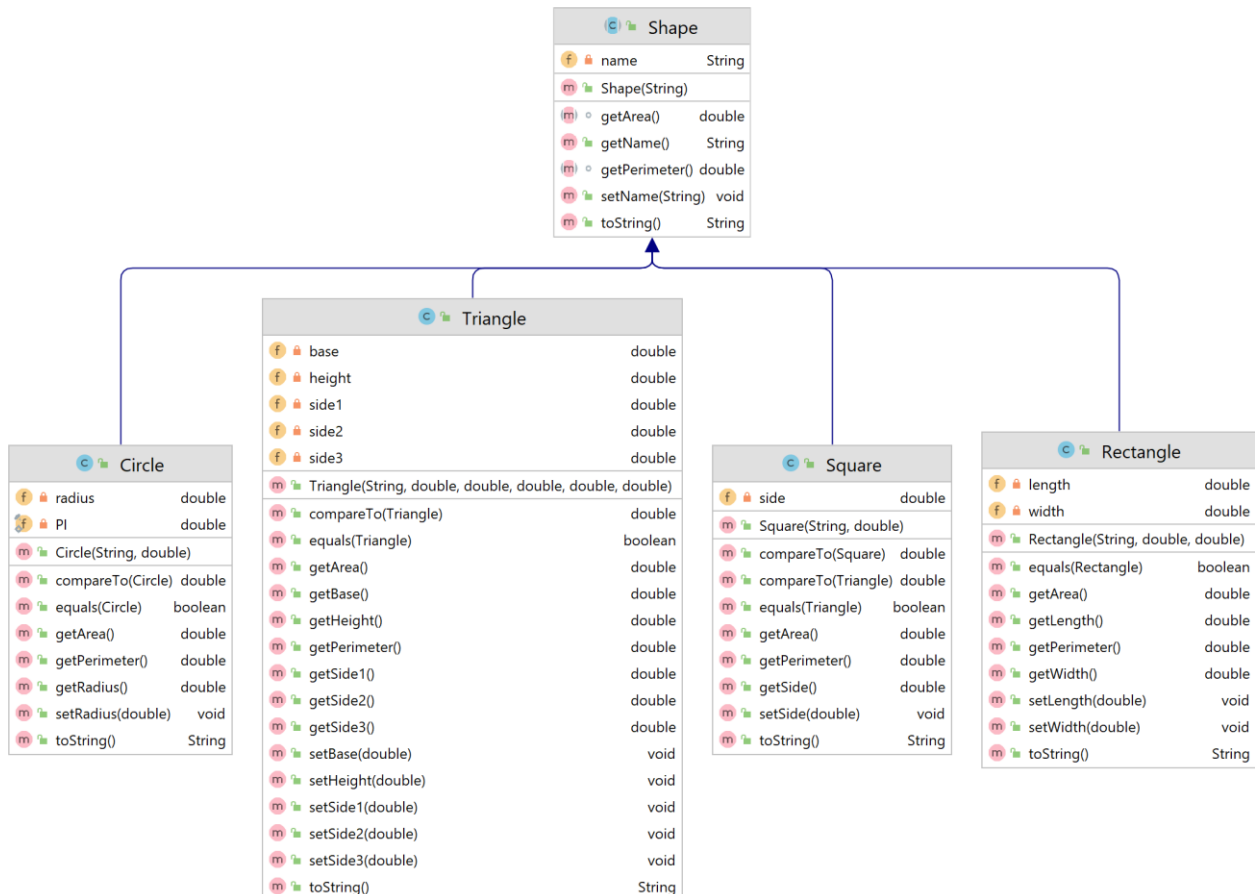 Shape
name String
Shape(String)
getArea() double
getName() String
getPerimeter() double
setName(String) void
toString() String
Triangle
base double
height double
side1 double
side2 double
side3 double
Triangle(String, double, double, double, double, double)
compareTo(Triangle) double
equals(Triangle) boolean
getArea() double
getBase() double
getHeight() double
getPerimeter() double
getSide1() double
getSide2() double
getSide3() double
setBase(double) void
setHeight(double) void
setSide1(double) void
setSide2(double) void
setSide3(double) void
toString() String
Circle
radius double
PI double
Circle(String, double)
compareTo(Circle) double
equals(Circle) boolean
getArea() double
getPerimeter() double
getRadius() double
setRadius(double) void
toString() String
Square
side double
Square(String, double)
compareTo(Square) double
compareTo(Triangle) double
equals(Triangle) boolean
getArea() double
getPerimeter() double
getSide() double
setSide(double) void
toString() String
Rectangle
length double
width double
Rectangle(String, double, double)
equals(Rectangle) boolean
getArea() double
getLength() double
getPerimeter() double
getWidth() double
setLength(double) void
setWidth(double) void
toString() String